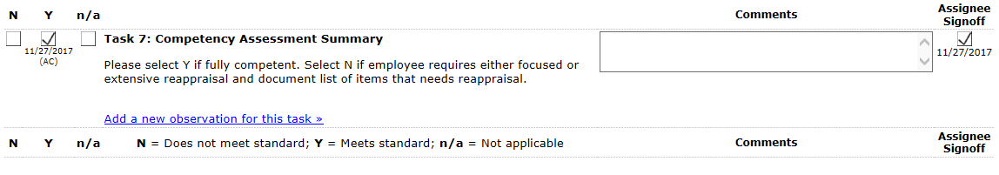 N Y n/a Comments Assignee Signoff
Task 7: Competency Assessment Summary
11/27/2017 (AC)
11/27/2017
Please select Y if fully competent. Select N if employee requires either focused or
extensive reappraisal and document list of items that needs reappraisal.
Add a new observation for this task »
N Y n/a N = Does not meet standard; Y = Meets standard; n/a = Not applicable Comments Assignee Signoff